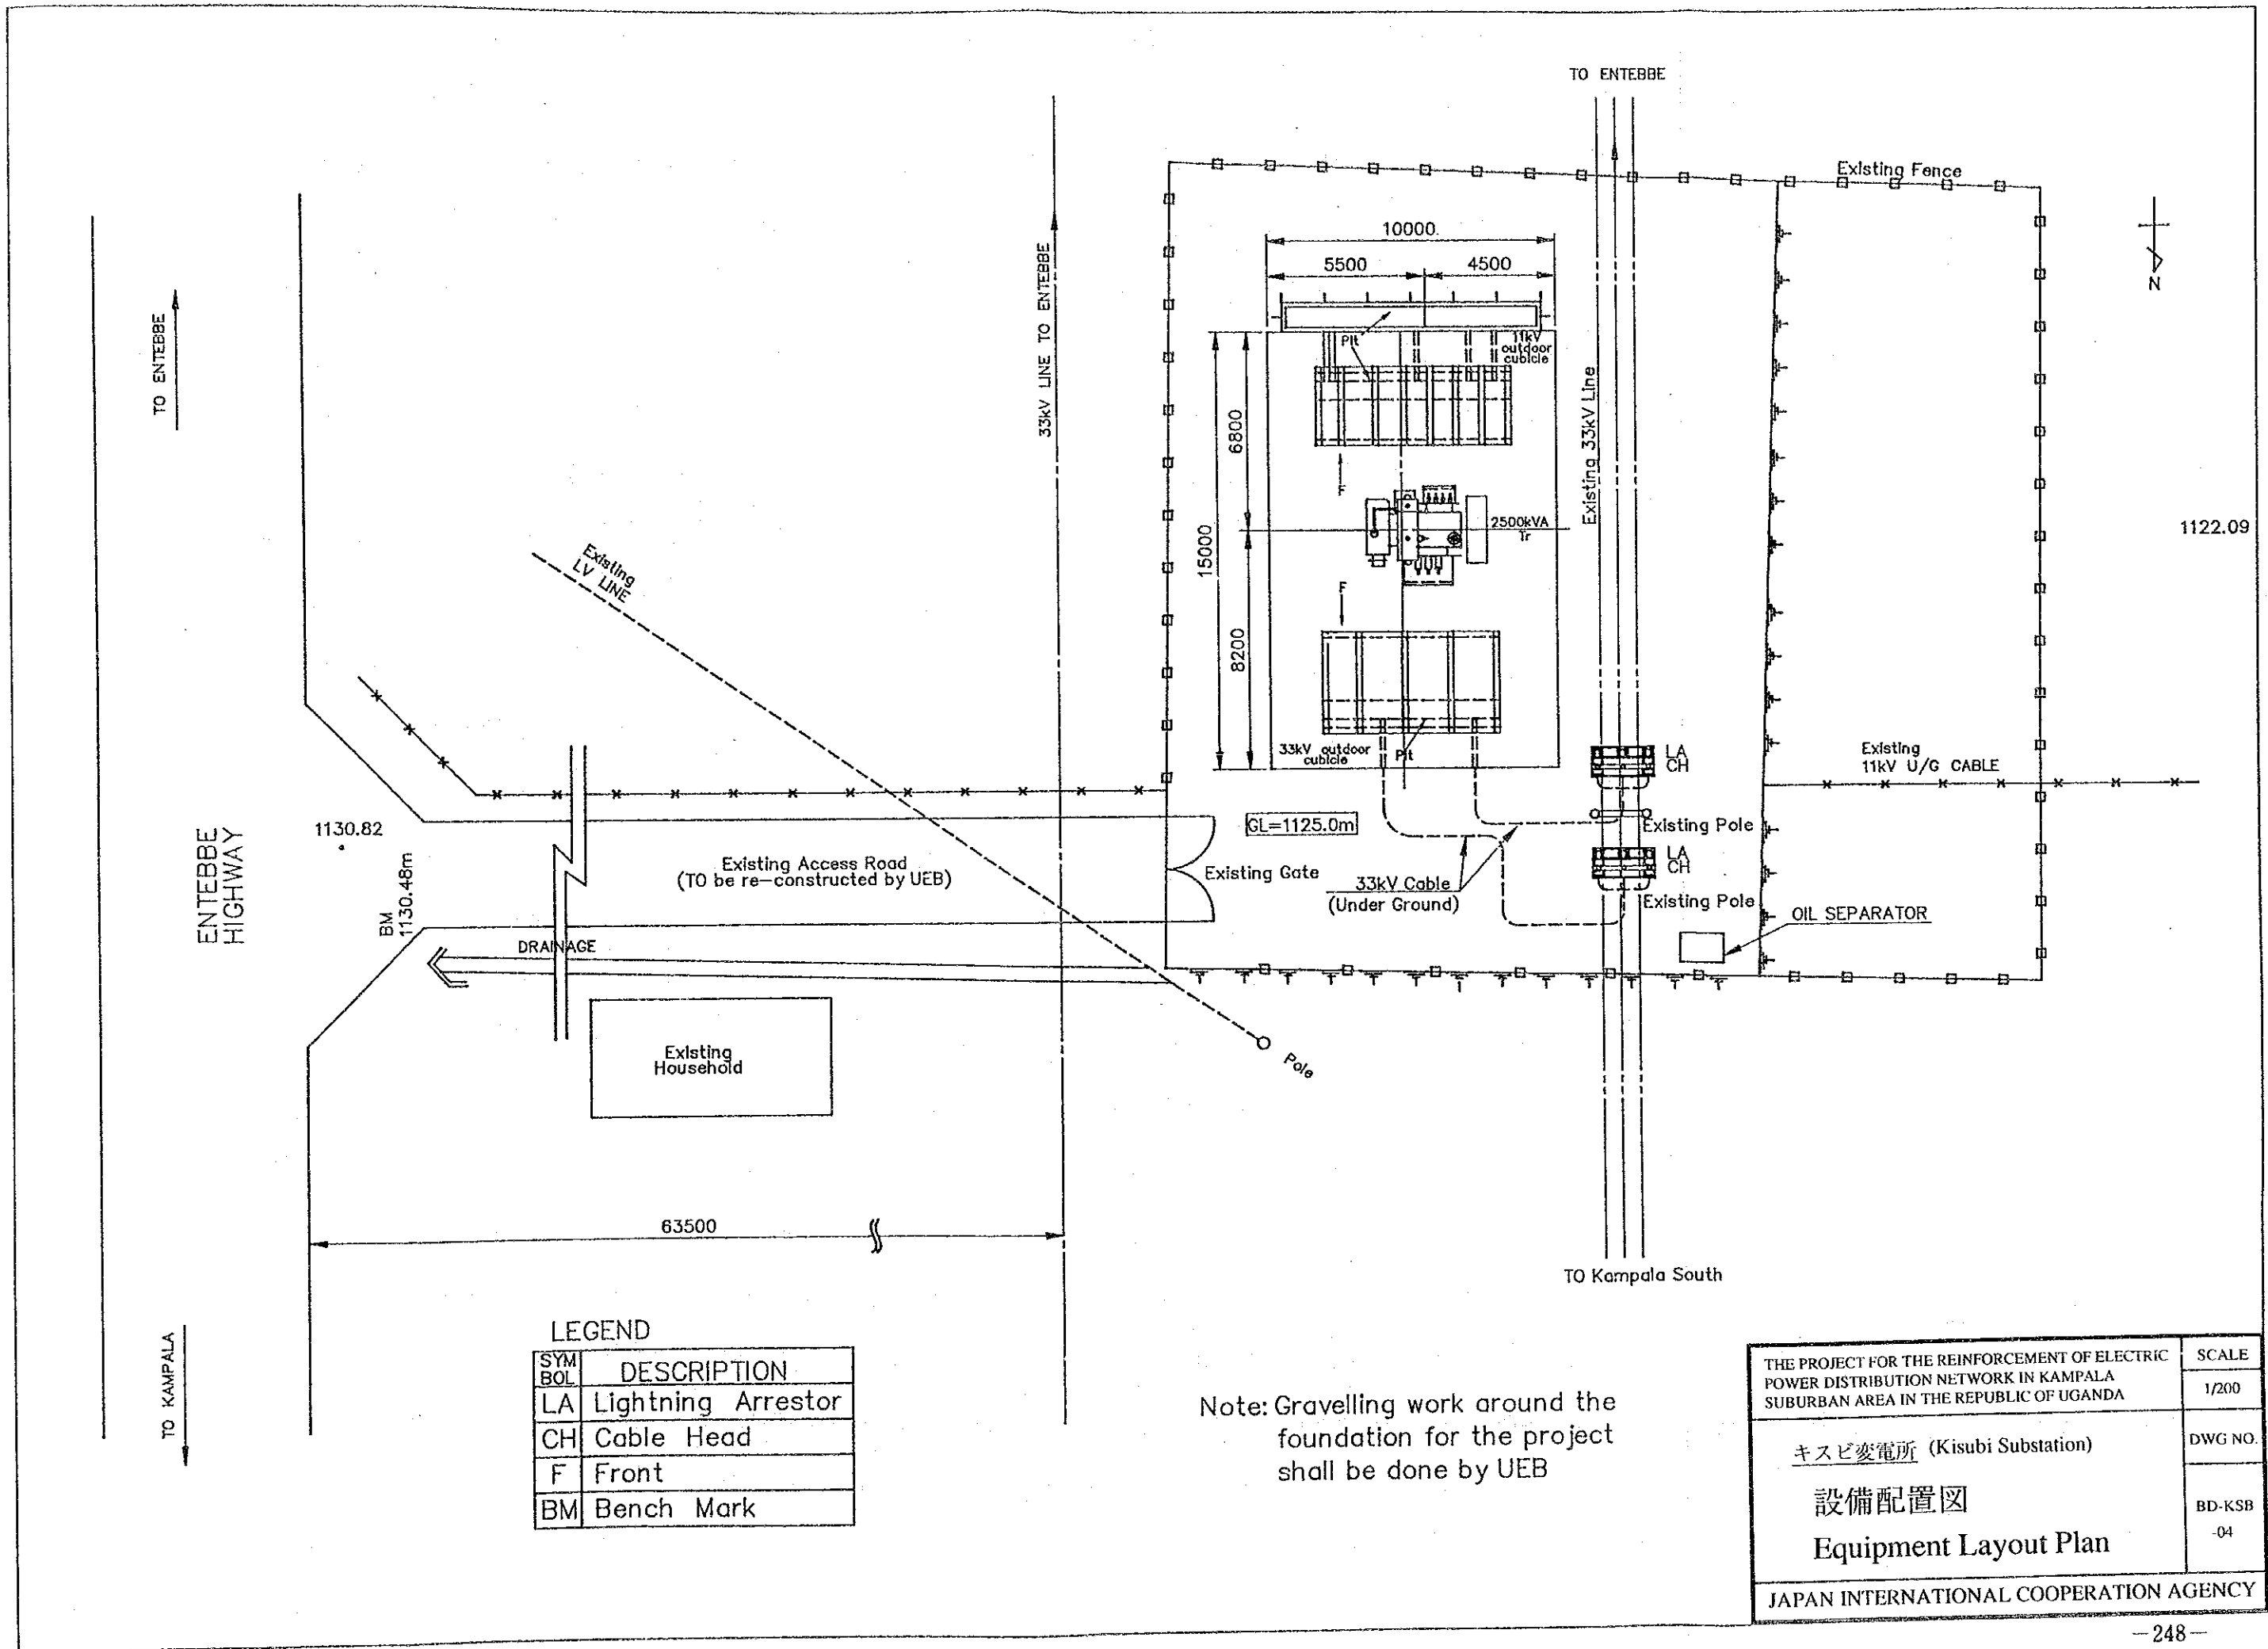 TO ENTEBBE
Existing Fence
10000
5500
4500
N
TO ENTEBBE
33kV LINE TO ENTEBBE
Pit
11kV
outdoor
cubicle
6800
15000
8200
F
2500kVA
Tr
F
Existing 33kV Line
1122.09
Existing
LV LINE
33kV outdoor
cubicle
Pit
LA
CH
Existing
11kV U/G CABLE
ENTEBBE
HIGHWAY
1130.82
BM
1130.48m
GL=1125.0m
Existing Pole
Existing Access Road
(TO be re-constructed by UEB)
Existing Gate
33kV Cable
(Under Ground)
LA
CH
Existing Pole
OIL SEPARATOR
DRAINAGE
Existing
Household
Pole
63500
TO Kampala South
TO KAMPALA
LEGEND
SYM
BOL DESCRIPTION
LA Lightning Arrestor
CH Cable Head
F Front
BM Bench Mark
Note: Gravelling work around the
foundation for the project
shall be done by UEB
THE PROJECT FOR THE REINFORCEMENT OF ELECTRIC
POWER DISTRIBUTION NETWORK IN KAMPALA
SUBURBAN AREA IN THE REPUBLIC OF UGANDA
SCALE
1/200
キスビ変電所 (Kisubi Substation)
設備配置図
Equipment Layout Plan
DWG NO.
BD-KSB
-04
JAPAN INTERNATIONAL COOPERATION AGENCY
—248—